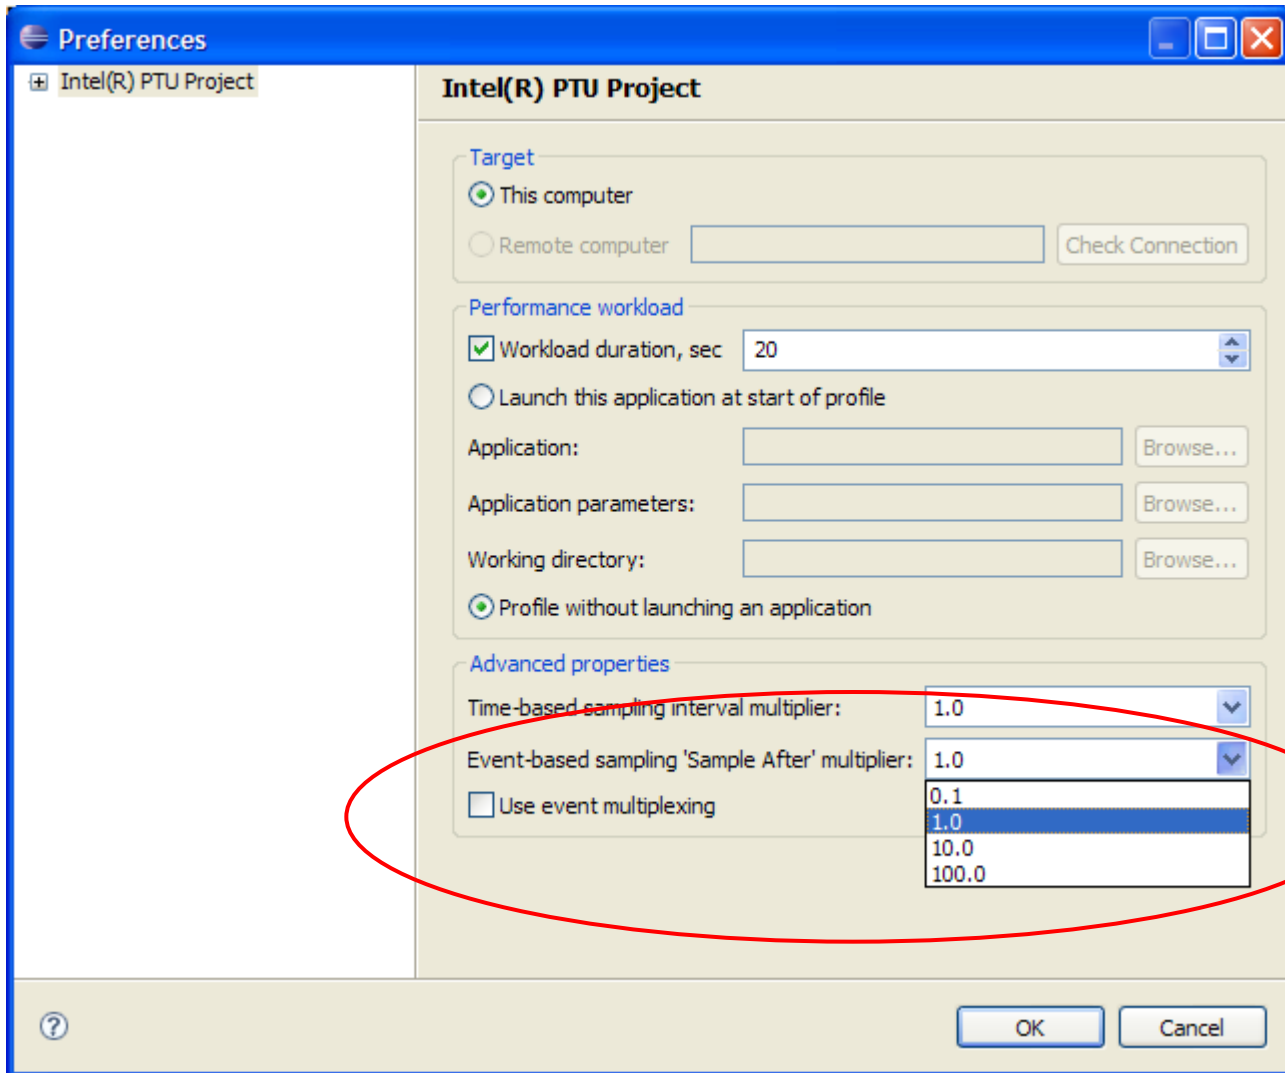 Preferences
Intel(R) PTU Project
Intel(R) PTU Project
Target
This computer
Remote computer
Check Connection
Performance workload
Workload duration, sec
20
Launch this application at start of profile
Application:
Browse...
Application parameters:
Browse...
Working directory:
Browse...
Profile without launching an application
Advanced properties
Time-based sampling interval multiplier:
1.0
Event-based sampling 'Sample After' multiplier:
1.0
Use event multiplexing
0.1
1.0
10.0
100.0
?
OK
Cancel